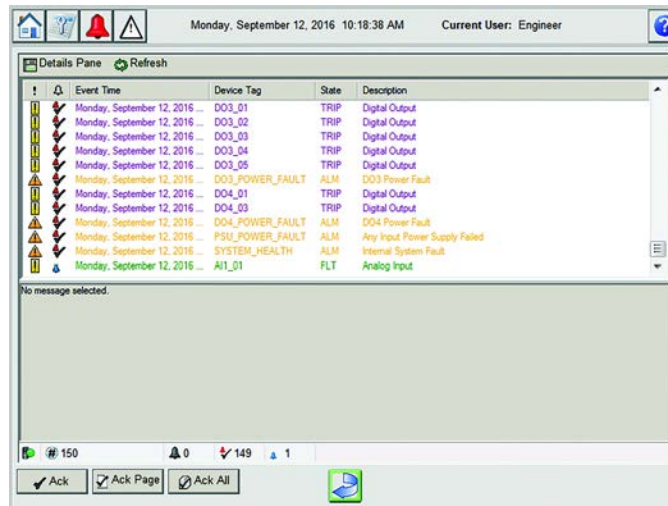 Monday, September 12, 2016 10:18:38 AM Current User: Engineer
Details Pane Refresh
! Event Time Device Tag State Description
Monday, September 12, 2016 ... DO3_01 TRIP Digital Output
Monday, September 12, 2016 ... DO3_02 TRIP Digital Output
Monday, September 12, 2016 ... DO3_03 TRIP Digital Output
Monday, September 12, 2016 ... DO3_04 TRIP Digital Output
Monday, September 12, 2016 ... DO3_05 TRIP Digital Output
Monday, September 12, 2016 ... DO3_POWER_FAULT ALM DO3 Power Fault
Monday, September 12, 2016 ... DO4_01 TRIP Digital Output
Monday, September 12, 2016 ... DO4_03 TRIP Digital Output
Monday, September 12, 2016 ... DO4_POWER_FAULT ALM DO4 Power Fault
Monday, September 12, 2016 ... PSU_POWER_FAULT ALM Any Input Power Supply Failed
Monday, September 12, 2016 ... SYSTEM_HEALTH ALM Internal System Fault
Monday, September 12, 2016 ... AI1_01 FLT Analog Input
No message selected.
# 150 0 149 1
Ack Ack Page Ack All